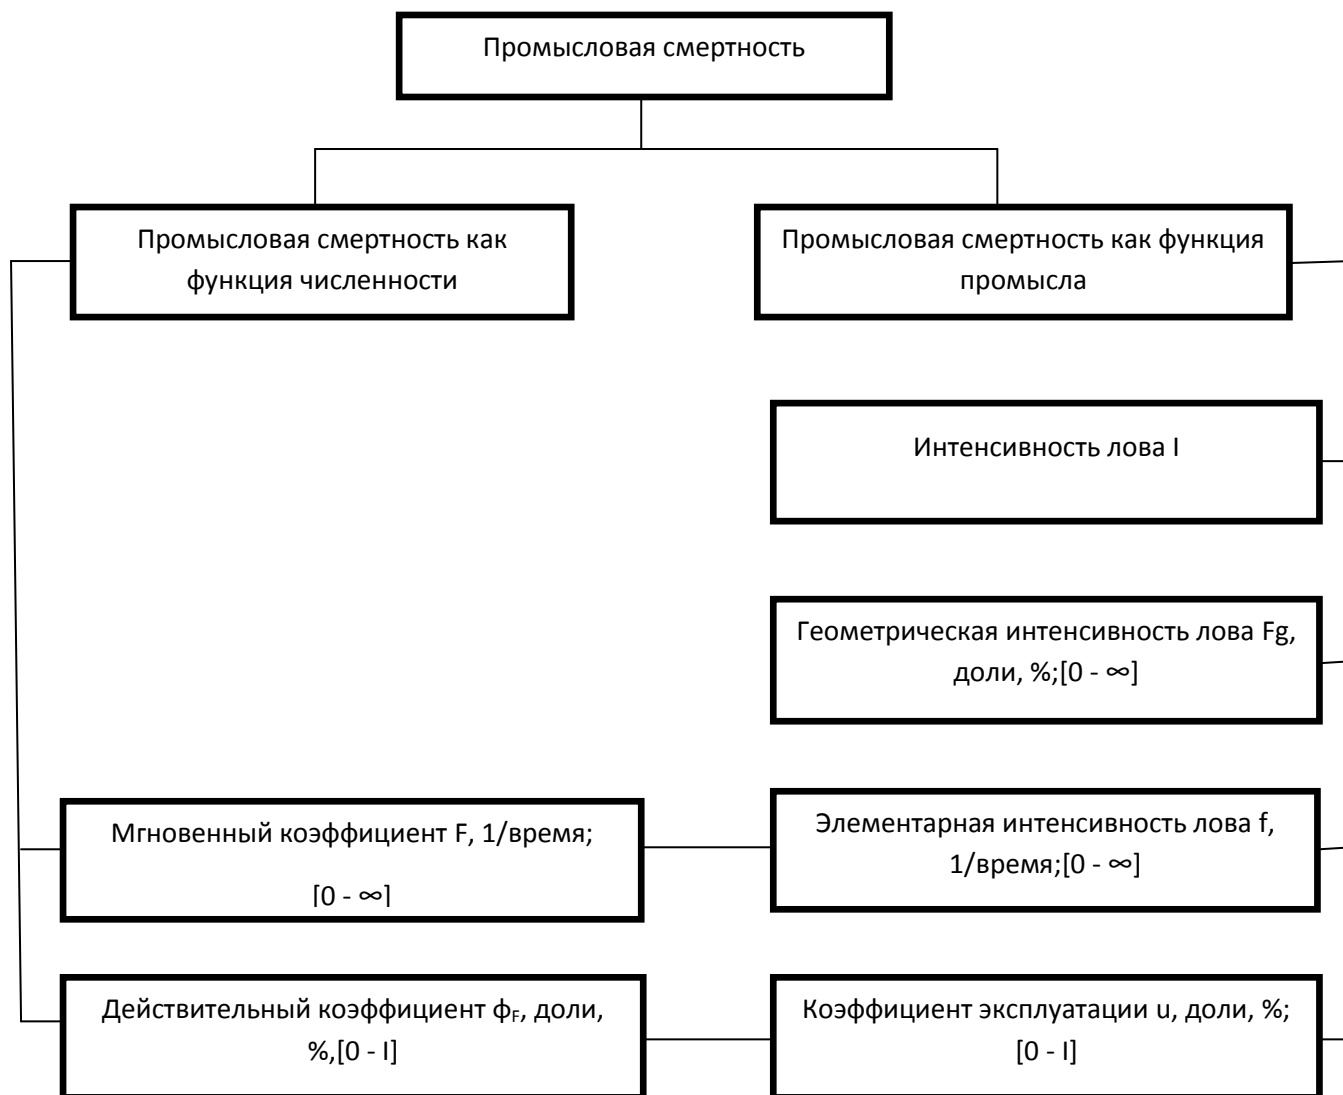 Промысловая смертность
Промысловая смертность как
функция численности
Промысловая смертность как функция
промысла
Интенсивность лова I
Геометрическая интенсивность лова Fg,
доли, %;[0 - ∞]
Мгновенный коэффициент F, 1/время;
[0 - ∞]
Элементарная интенсивность лова f,
1/время;[0 - ∞]
Действительный коэффициент ϕF, доли,
%,[0 - I]
Коэффициент эксплуатации u, доли, %;
[0 - I]